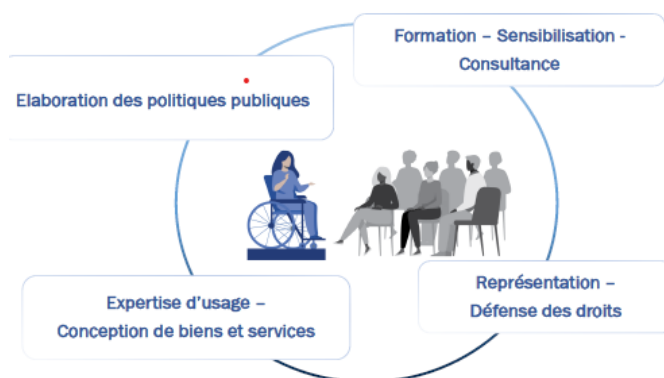 Formation – Sensibilisation -
Consultance
Elaboration des politiques publiques
Expertise d'usage –
Conception de biens et services
Représentation –
Défense des droits